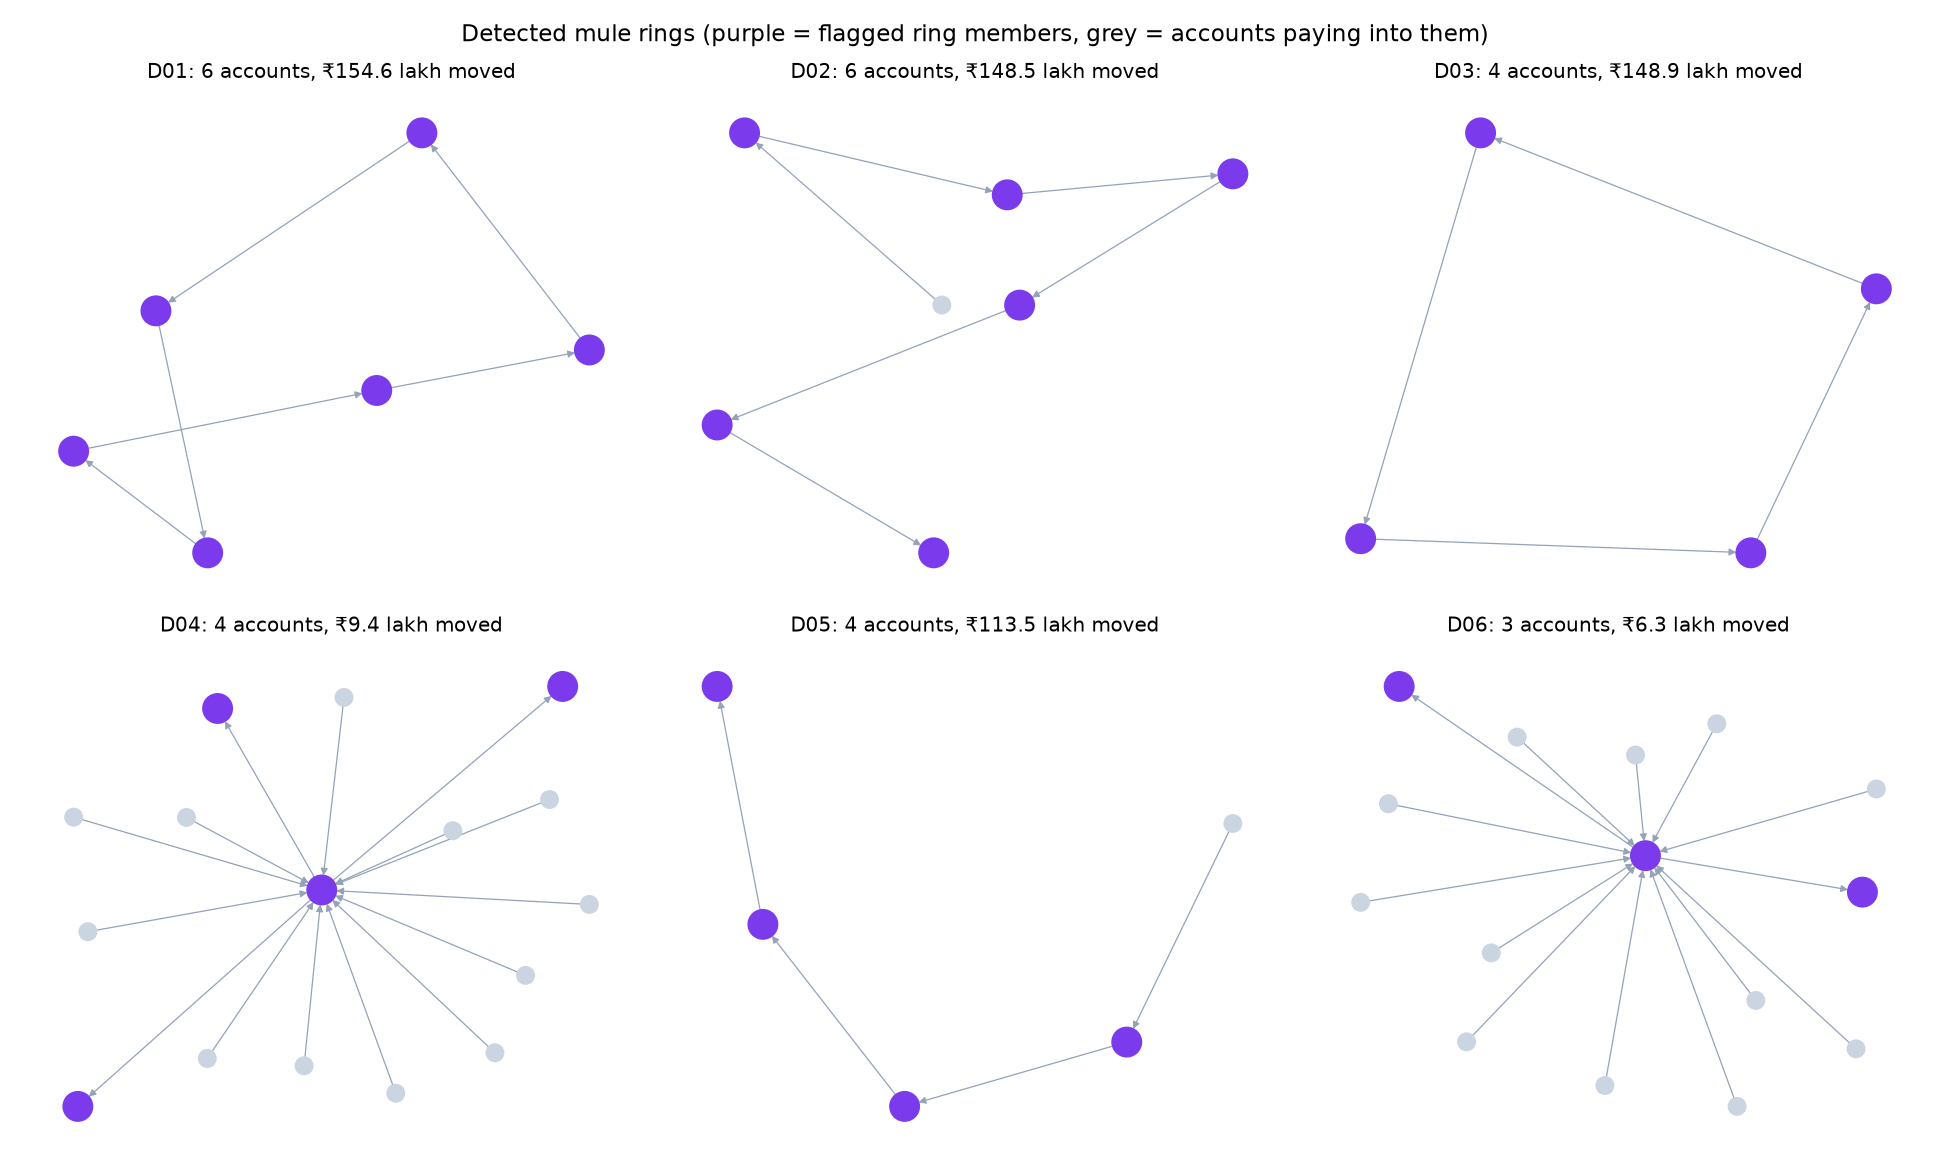 Detected mule rings (purple = flagged ring members, grey = accounts paying into them)
D01: 6 accounts, ₹154.6 lakh moved
D02: 6 accounts, ₹148.5 lakh moved
D03: 4 accounts, ₹148.9 lakh moved
D04: 4 accounts, ₹9.4 lakh moved
D05: 4 accounts, ₹113.5 lakh moved
D06: 3 accounts, ₹6.3 lakh moved